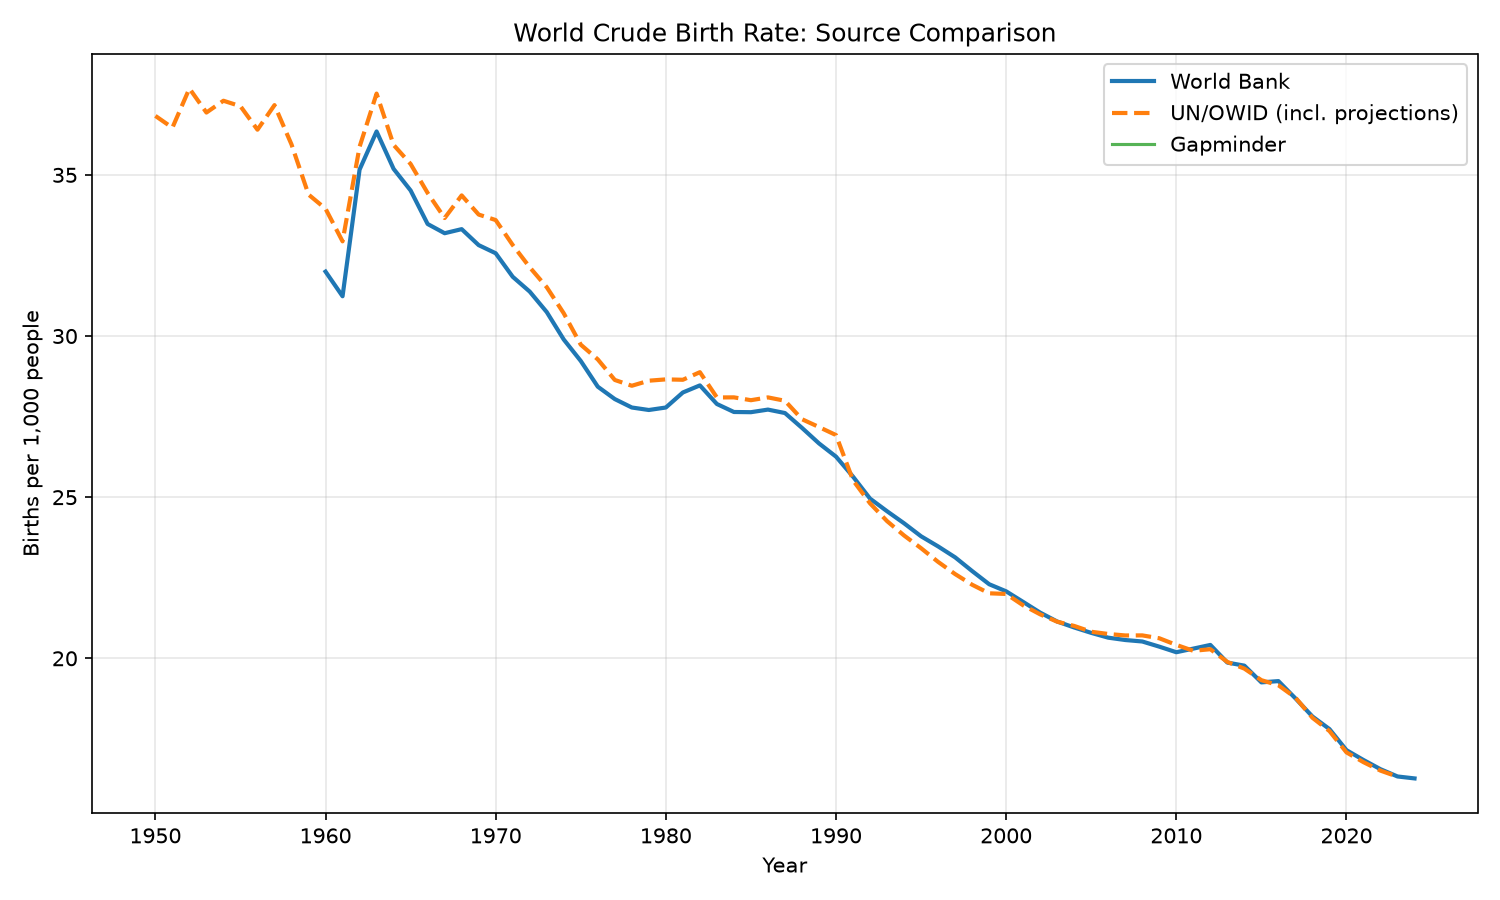 World Crude Birth Rate: Source Comparison
World Bank
UN/OWID (incl. projections)
Gapminder
Births per 1,000 people
35
30
25
20
1950 1960 1970 1980 1990 2000 2010 2020
Year